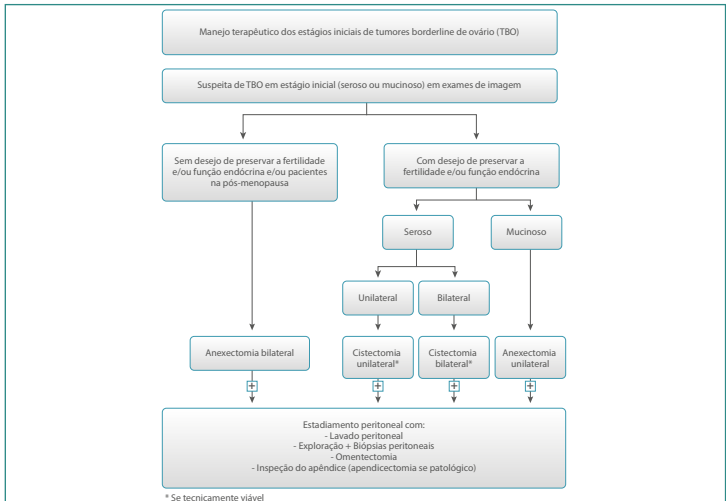 Manejo terapêutico dos estágios iniciais de tumores borderline de ovário (TBO)
Suspeita de TBO em estágio inicial (seroso ou mucinoso) em exames de imagem
Sem desejo de preservar a fertilidade
e/ou função endócrina e/ou pacientes
na pós-menopausa
Com desejo de preservar a
fertilidade e/ou função endócrina
Seroso
Mucinoso
Unilateral
Bilateral
Anexectomia bilateral
Cistectomia
unilateral*
Cistectomia
bilateral*
Anexectomia
unilateral
+
+
+
+
Estadiamento peritoneal com:
- Lavado peritoneal
- Exploração + Biópsias peritoneais
- Omentectomia
- Inspeção do apêndice (apendicectomia se patológico)
* Se tecnicamente viável